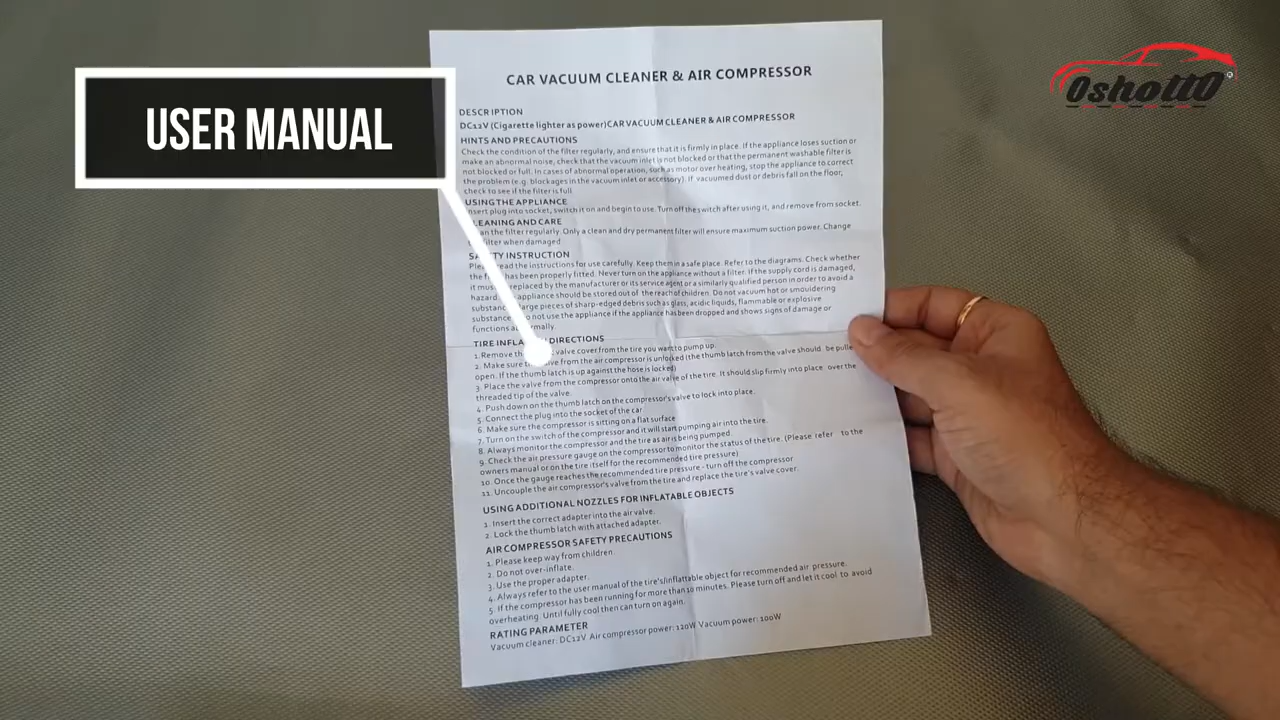 USER MANUAL
OshottO
CAR VACUUM CLEANER & AIR COMPRESSOR
DESCRIPTION
DC12V (Cigarette lighter as power)CAR VACUUM CLEANER & AIR COMPRESSOR
HINTS AND PRECAUTIONS
Check the condition of the filter regularly, and ensure that it is firmly in place. If the appliance loses suction or
make an abnormal noise, check that the vacuum inlet is not blocked or that the permanent washable filter is
not blocked or full. In cases of abnormal operation, such as motor over heating, stop the appliance to correct
the problem (e.g. blockages in the vacuum inlet or accessory). If vacuumed dust or debris fall on the floor,
check to see if the filter is full.
USING THE APPLIANCE
nsert plug into socket, switch it on and begin to use. Turn off the switch after using it, and remove from socket.
LEANING AND CARE
an the filter regularly. Only a clean and dry permanent filter will ensure maximum suction power. Change
filter when damaged
SA TY INSTRUCTION
Plea read the instructions for use carefully. Keep them in a safe place. Refer to the diagrams. Check whether
the f has been properly fitted. Never turn on the appliance without a filter. If the supply cord is damaged,
it mus replaced by the manufacturer or its service agent or a similarly qualified person in order to avoid a
hazard appliance should be stored out of the reach of children. Do not vacuum hot or smouldering
substanc large pieces of sharp-edged debris such as glass, acidic liquids, flammable or explosive
substance not use the appliance if the appliance has been dropped and shows signs of damage or
functions a rmally.
TIRE INFLA DIRECTIONS
1.Remove th valve cover from the tire you want to pump up.
2. Make sure t ve from the air compressor is unlocked (the thumb latch from the valve should be pulle
open. If the thumb latch is up against the hose is locked)
3. Place the valve from the compressor onto the air valve of the tire. It should slip firmly into place over the
threaded tip of the valve.
4. Push down on the thumb latch on the compressor's valve to lock into place.
5. Connect the plug into the socket of the car
6. Make sure the compressor is sitting on a flat surface
7. Turn on the switch of the compressor and it will start pumping air into the tire.
8. Always monitor the compressor and the tire as air is being pumped.
9. Check the air pressure gauge on the compressor to monitor the status of the tire. (Please refer to the
owners manual or on the tire itself for the recommended tire pressure)
10. Once the gauge reaches the recommended tire pressure - turn off the compressor
11. Uncouple the air compressor's valve from the tire and replace the tire's valve cover.
USING ADDITIONAL NOZZLES FOR INFLATABLE OBJECTS
1. Insert the correct adapter into the air valve.
2. Lock the thumb latch with attached adapter.
AIR COMPRESSOR SAFETY PRECAUTIONS
1. Please keep way from children.
2. Do not over-inflate.
3. Use the proper adapter.
4. Always refer to the user manual of the tire's/inflattable object for recommended air pressure.
5. If the compressor has been running for more than 10 minutes. Please turn off and let it cool to avoid
overheating. Until fully cool then can turn on again.
RATING PARAMETER
Vacuum cleaner: DC12V Air compressor power: 120W Vacuum power: 100W